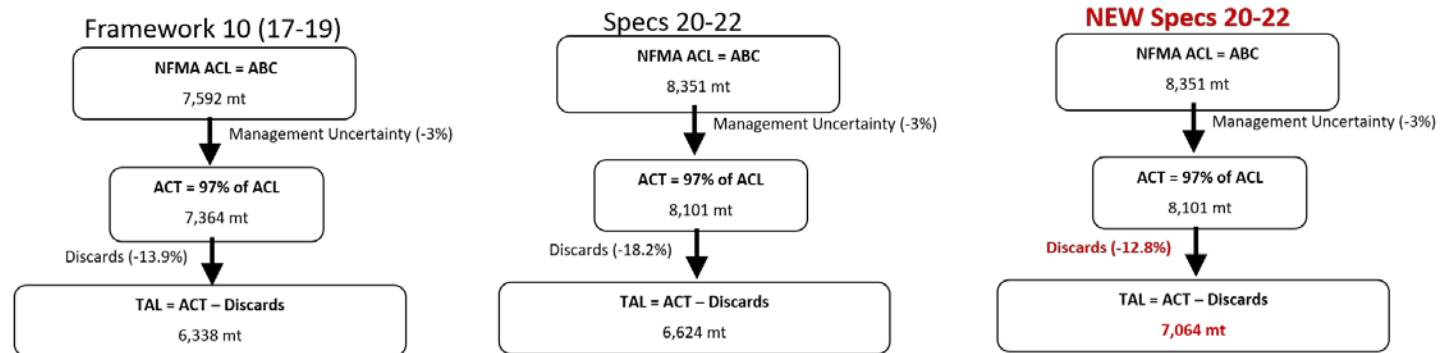 Framework 10 (17-19)
NFMA ACL = ABC
7,592 mt
Management Uncertainty (-3%)
ACT = 97% of ACL
7,364 mt
Discards (-13.9%)
TAL = ACT – Discards
6,338 mt
Specs 20-22
NFMA ACL = ABC
8,351 mt
Management Uncertainty (-3%)
ACT = 97% of ACL
8,101 mt
Discards (-18.2%)
TAL = ACT – Discards
6,624 mt
NEW Specs 20-22
NFMA ACL = ABC
8,351 mt
Management Uncertainty (-3%)
ACT = 97% of ACL
8,101 mt
Discards (-12.8%)
TAL = ACT – Discards
7,064 mt